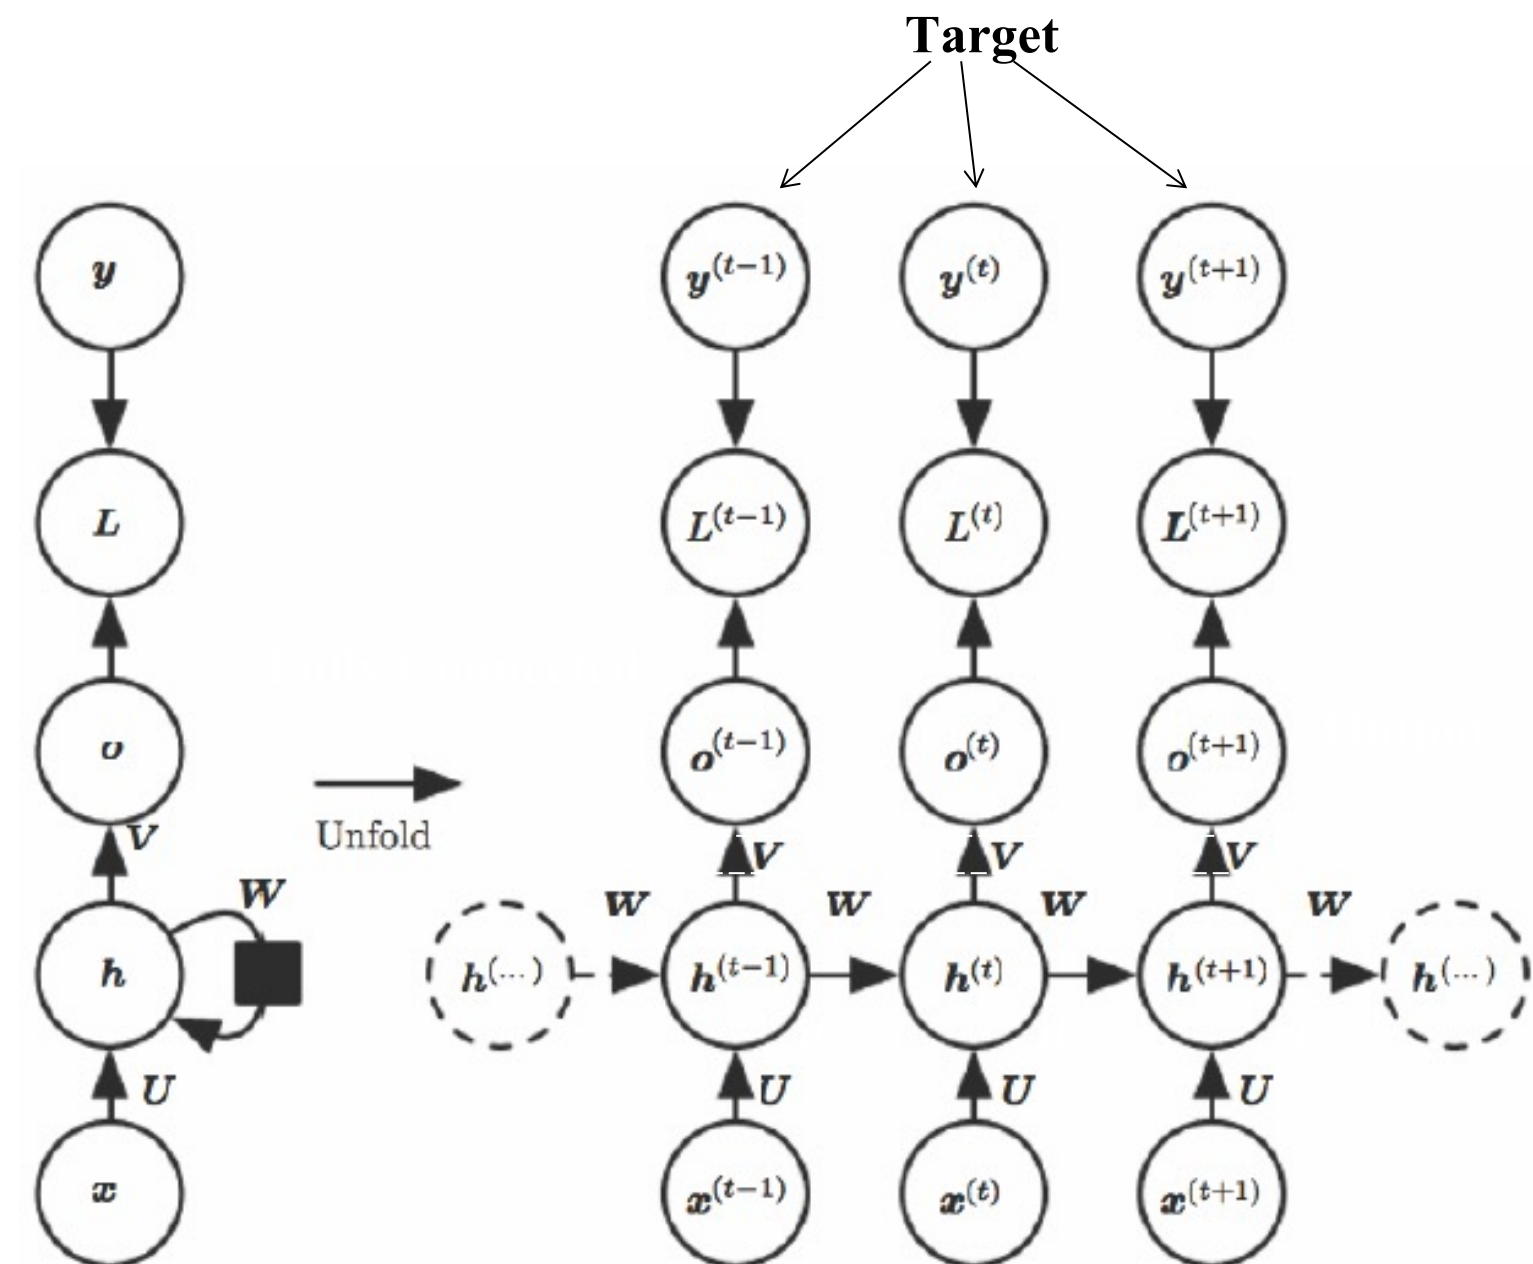 Target
y y^{(t-1)} y^{(t)} y^{(t+1)}
L L^{(t-1)} L^{(t)} L^{(t+1)}
o o^{(t-1)} o^{(t)} o^{(t+1)}
Unfold
V V V V
W W W W W
h h^{(...)} h^{(t-1)} h^{(t)} h^{(t+1)} h^{(...)}
U U U U
x x^{(t-1)} x^{(t)} x^{(t+1)}